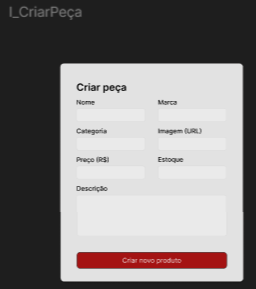 I_CriarPeça
Criar peça
Nome Marca
Categoria Imagem (URL)
Preço (R$) Estoque
Descrição
Criar novo produto